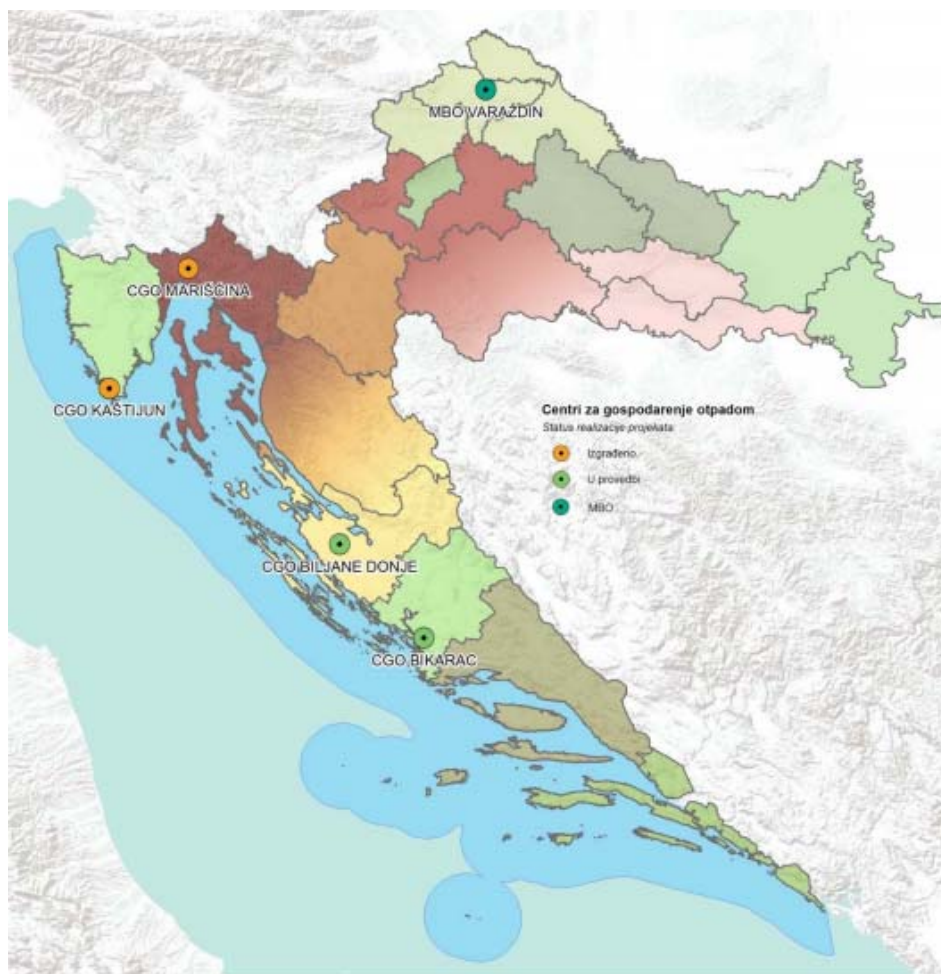 MBO VARAŽDIN
CGO MARIŠĆINA
CGO KAŠTIJUN
Centri za gospodarenje otpadom
Status realizacije projekata
Izgrađeno
U provedbi
MBO
CGO BILJANE DONJE
CGO BIKARAC